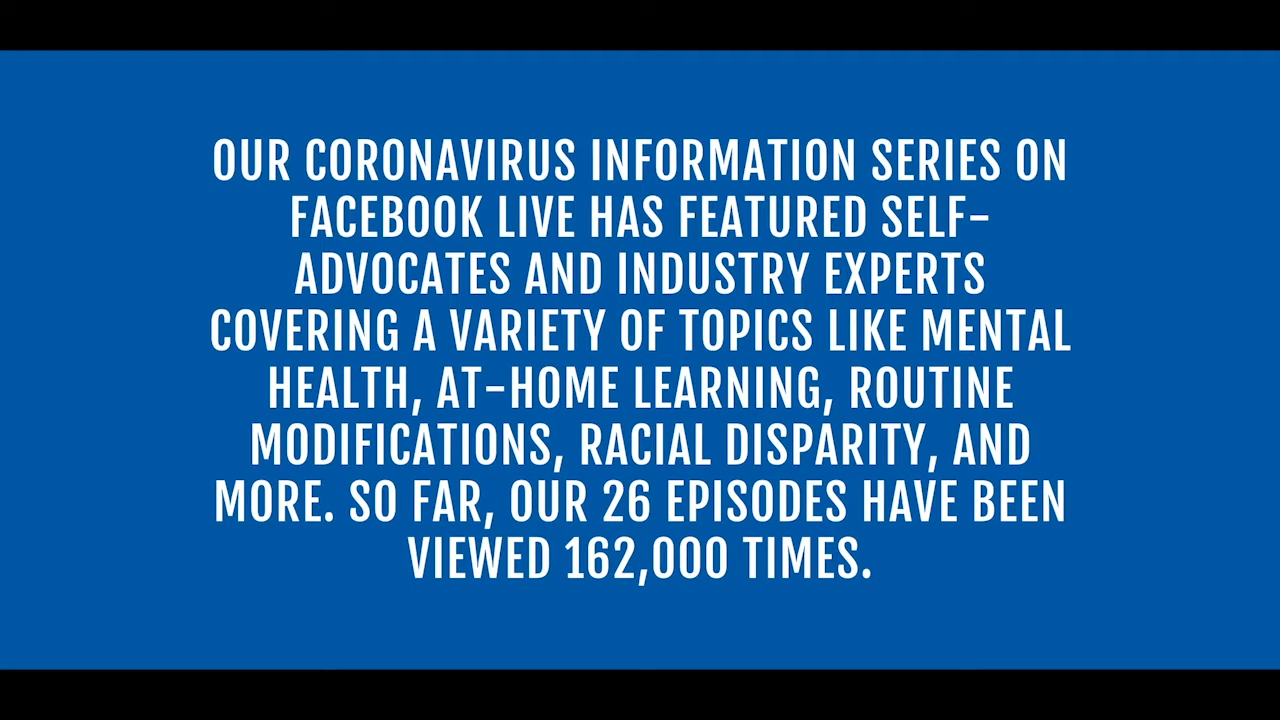 OUR CORONAVIRUS INFORMATION SERIES ON
FACEBOOK LIVE HAS FEATURED SELF-
ADVOCATES AND INDUSTRY EXPERTS
COVERING A VARIETY OF TOPICS LIKE MENTAL
HEALTH, AT-HOME LEARNING, ROUTINE
MODIFICATIONS, RACIAL DISPARITY, AND
MORE. SO FAR, OUR 26 EPISODES HAVE BEEN
VIEWED 162,000 TIMES.